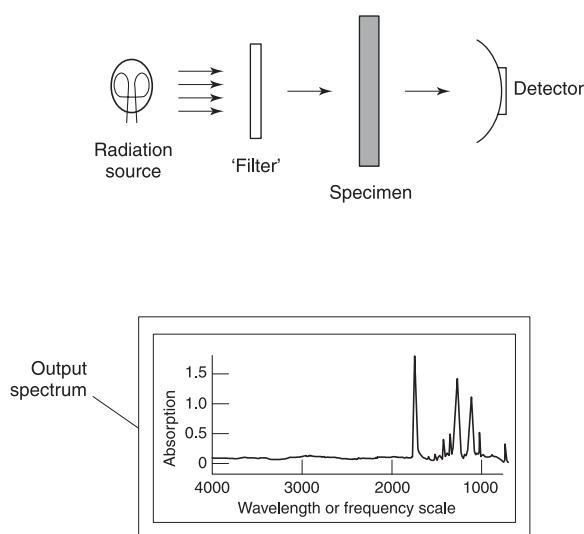 Radiation
source
'Filter'
Specimen
Detector
Output
spectrum
Absorption
1.5
1.0
0.5
0
4000 3000 2000 1000
Wavelength or frequency scale